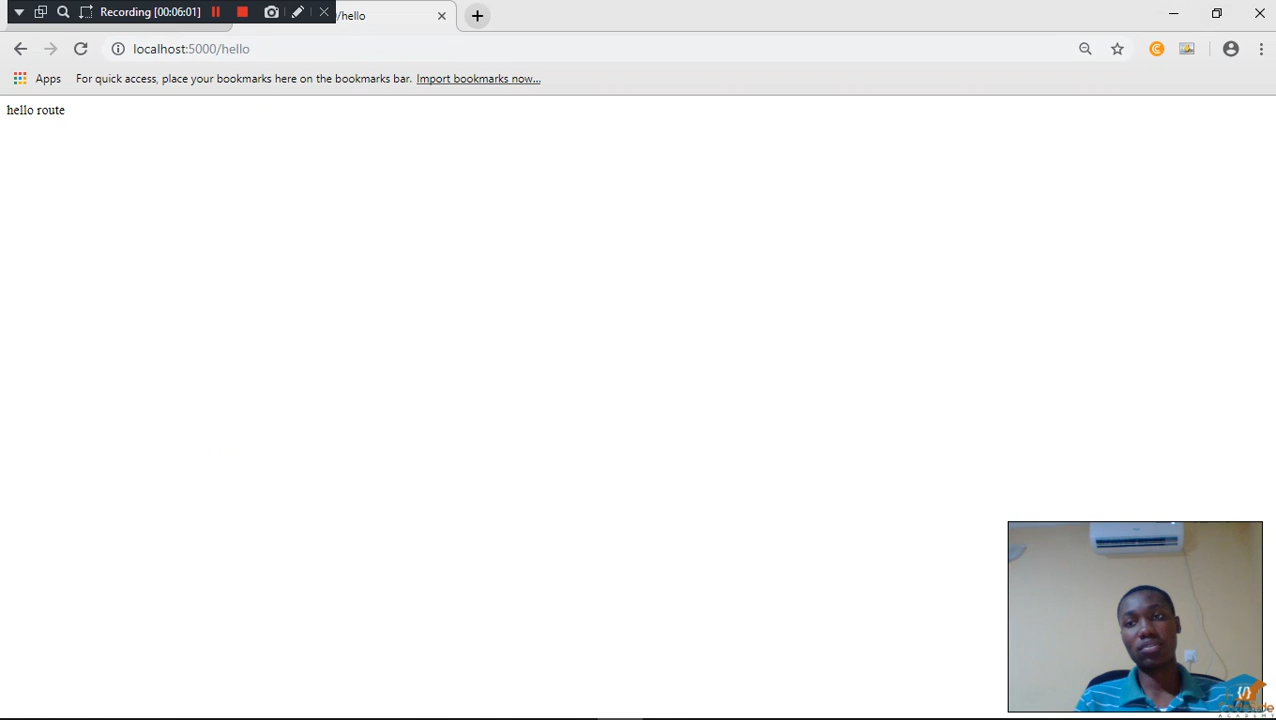 Recording [00:06:01]
/hello
localhost:5000/hello
Apps For quick access, place your bookmarks here on the bookmarks bar. Import bookmarks now...
hello route
ACADEMY